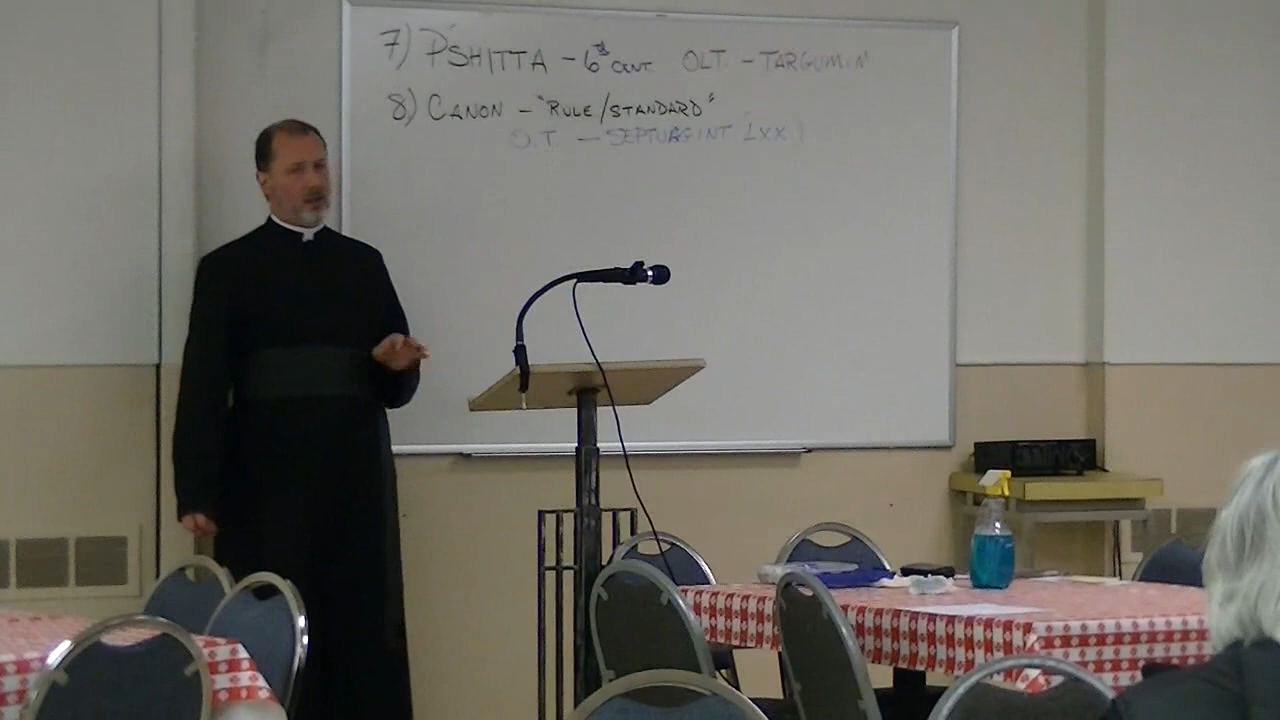 7) P'SHITTA - 6th CENT. OLT. - TARGUMIN
8) CANON - "RULE/STANDARD"
O.T - SEPTUAGINT (LXX)